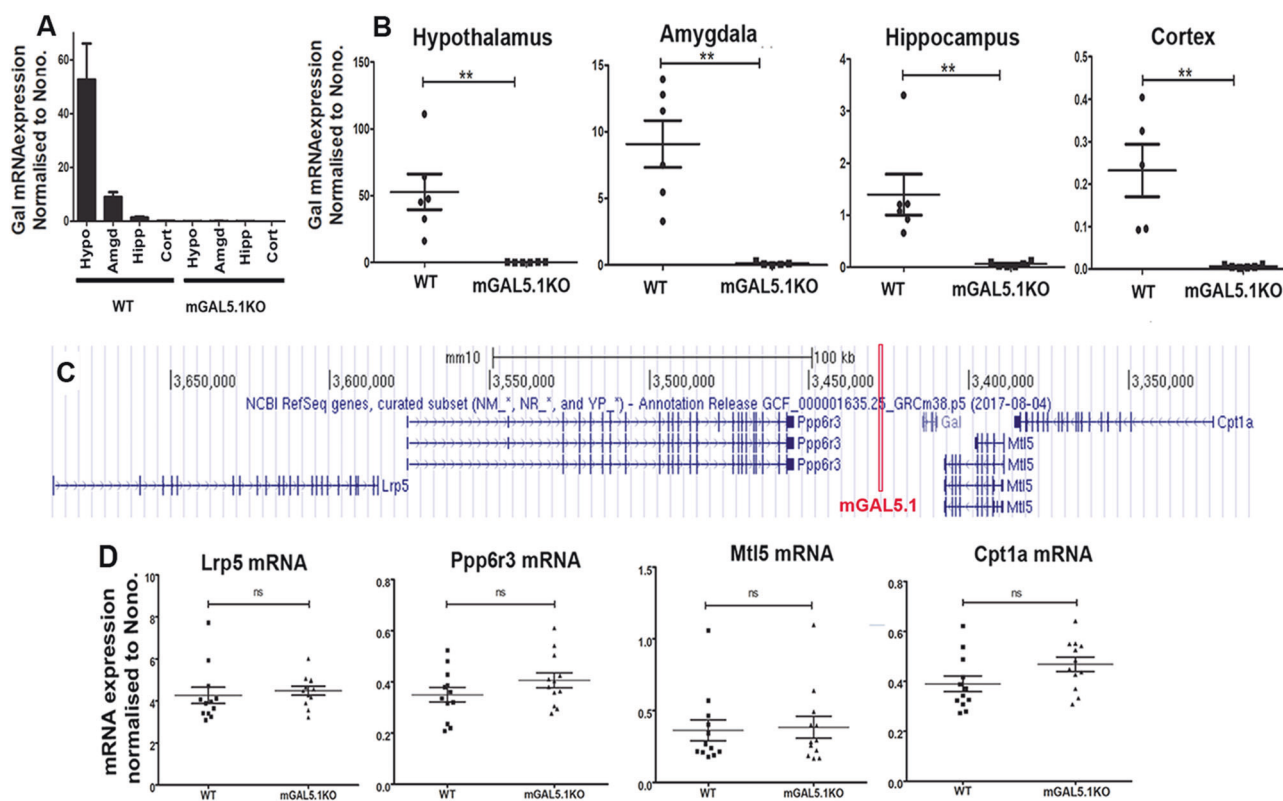 A
Gal mRNAexpression
Normalised to Nono.
60
40
20
0
Hypo
Amgd
Hipp
Cort
Hypo
Amgd
Hipp
Cort
WT
mGAL5.1KO
B
Gal mRNAexpression
Normalised to Nono.
Hypothalamus
**
150
100
50
0
WT
mGAL5.1KO
Amygdala
**
15
10
5
0
WT
mGAL5.1KO
Hippocampus
**
4
3
2
1
0
WT
mGAL5.1KO
Cortex
**
0.5
0.4
0.3
0.2
0.1
0.0
WT
mGAL5.1KO
C
mm10
100 kb
3,650,000
3,600,000
3,550,000
3,500,000
3,450,000
3,400,000
3,350,000
NCBI RefSeq genes, curated subset (NM_*, NR_*, and YP_*) - Annotation Release GCF_000001635.25_GRCm38.p5 (2017-08-04)
Ppp6r3
Gal
Cpt1a
Ppp6r3
Mtl5
Ppp6r3
Mtl5
Lrp5
Mtl5
mGAL5.1
Mtl5
D
mRNA expression
normalised to Nono.
Lrp5 mRNA
ns
10
8
6
4
2
0
WT
mGAL5.1KO
Ppp6r3 mRNA
ns
0.8
0.6
0.4
0.2
0.0
WT
mGAL5.1KO
Mtl5 mRNA
ns
1.5
1.0
0.5
0.0
WT
mGAL5.1KO
Cpt1a mRNA
ns
0.8
0.6
0.4
0.2
0.0
WT
mGAL5.1KO